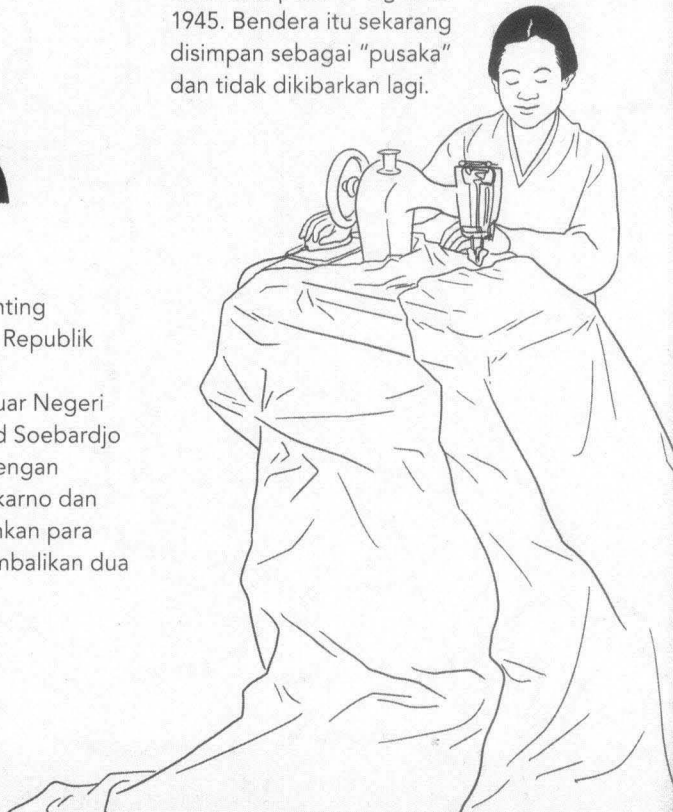 1945. Bendera itu sekarang
disimpan sebagai “pusaka”
dan tidak dikibarkan lagi.
nting
Republik
uar Negeri
d Soebardjo
engan
karno dan
nkan para
mbalikan dua